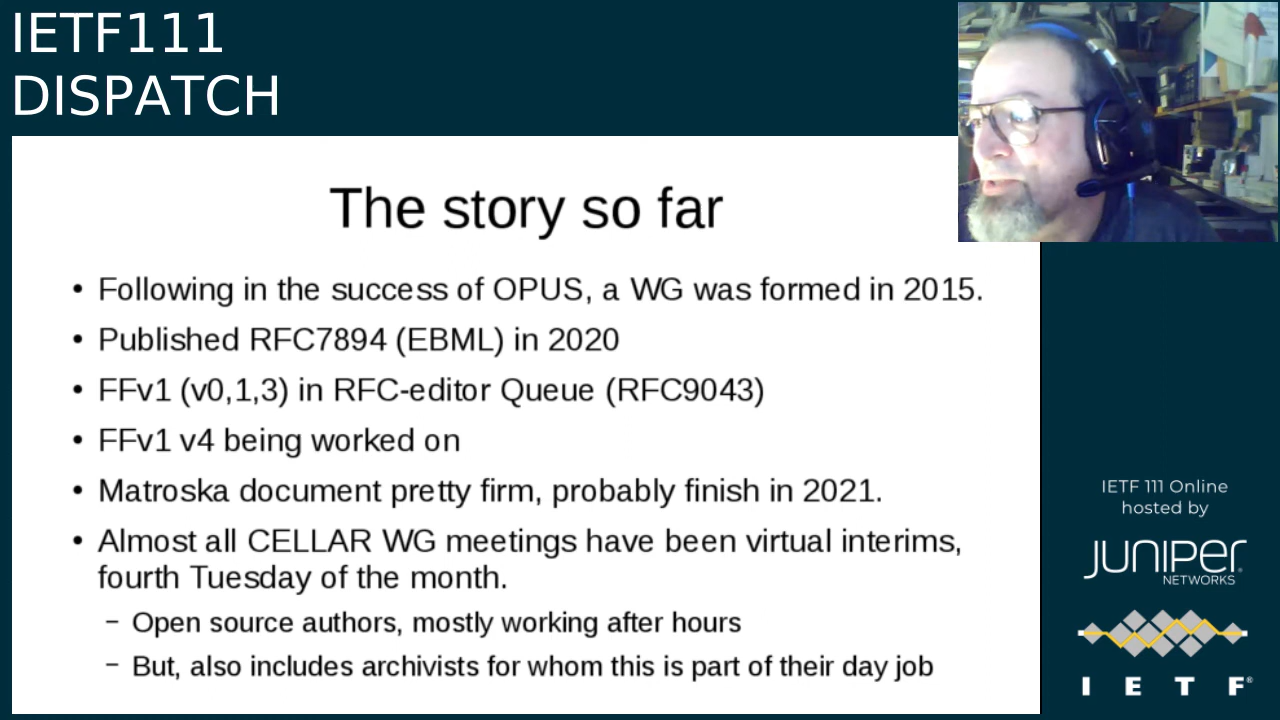 IETF111
DISPATCH
The story so far
• Following in the success of OPUS, a WG was formed in 2015.
• Published RFC7894 (EBML) in 2020
• FFv1 (v0,1,3) in RFC-editor Queue (RFC9043)
• FFv1 v4 being worked on
• Matroska document pretty firm, probably finish in 2021.
• Almost all CELLAR WG meetings have been virtual interims,
fourth Tuesday of the month.
– Open source authors, mostly working after hours
– But, also includes archivists for whom this is part of their day job
IETF 111 Online
hosted by
JUNIPER
NETWORKS
I E T F®